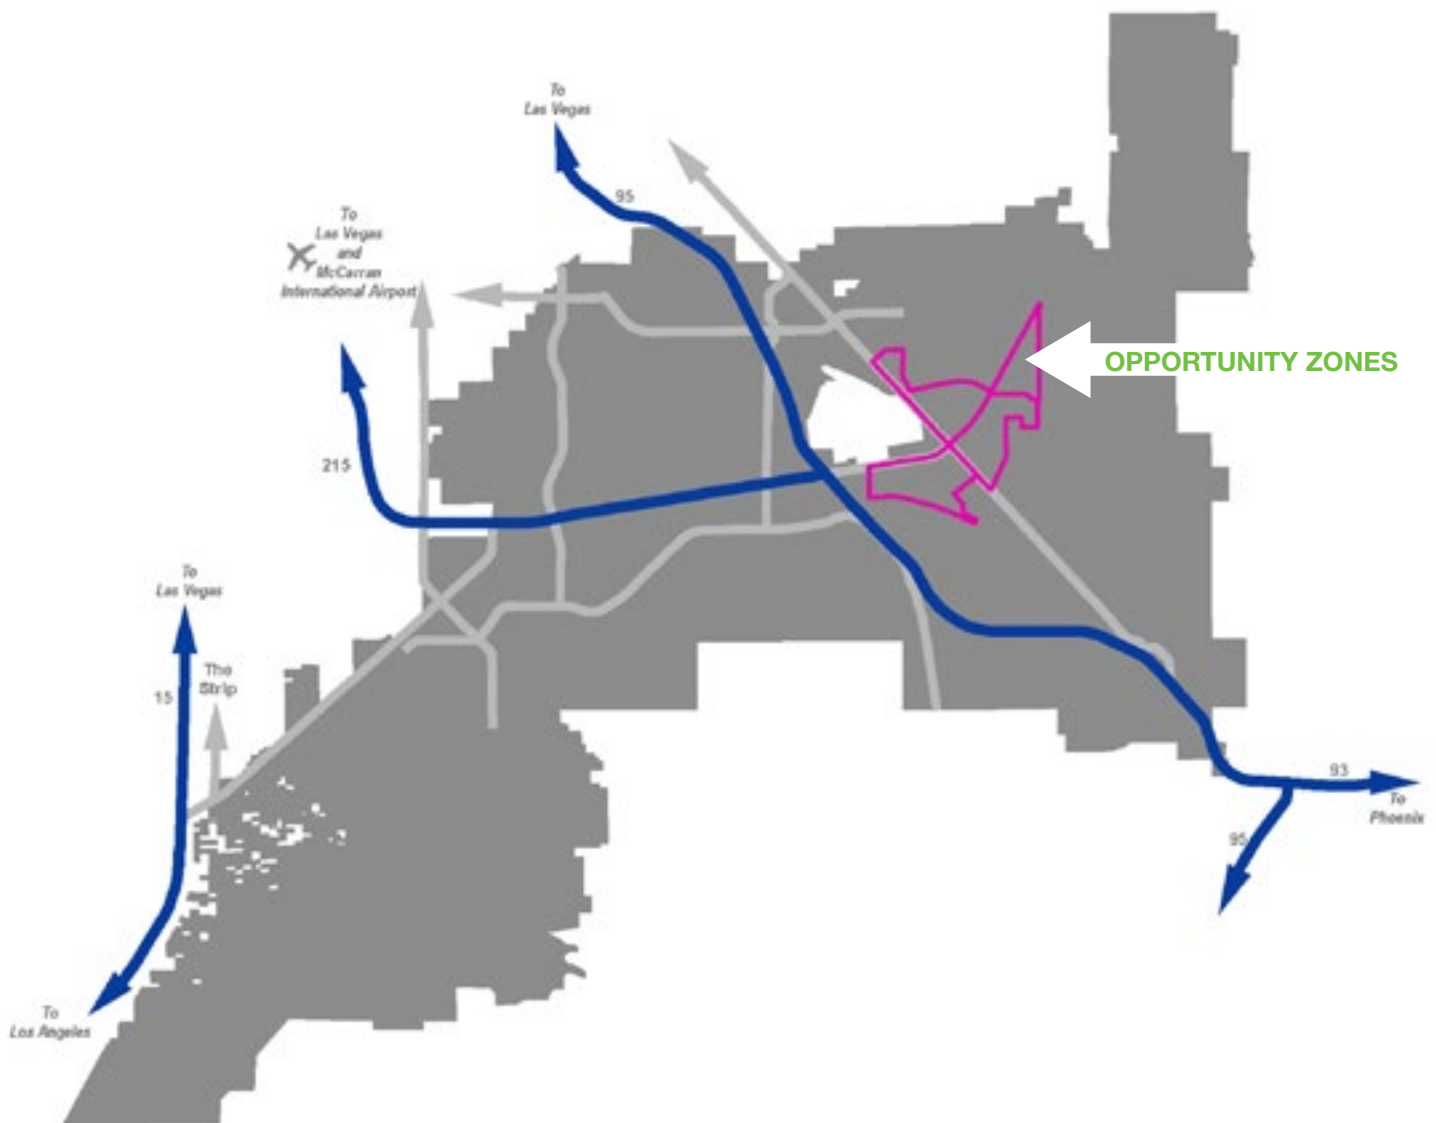 To
Las Vegas
95
To
Las Vegas
and
McCarran
International Airport
OPPORTUNITY ZONES
215
To
Las Vegas
The
Strip
15
93
To
Phoenix
95
To
Los Angeles